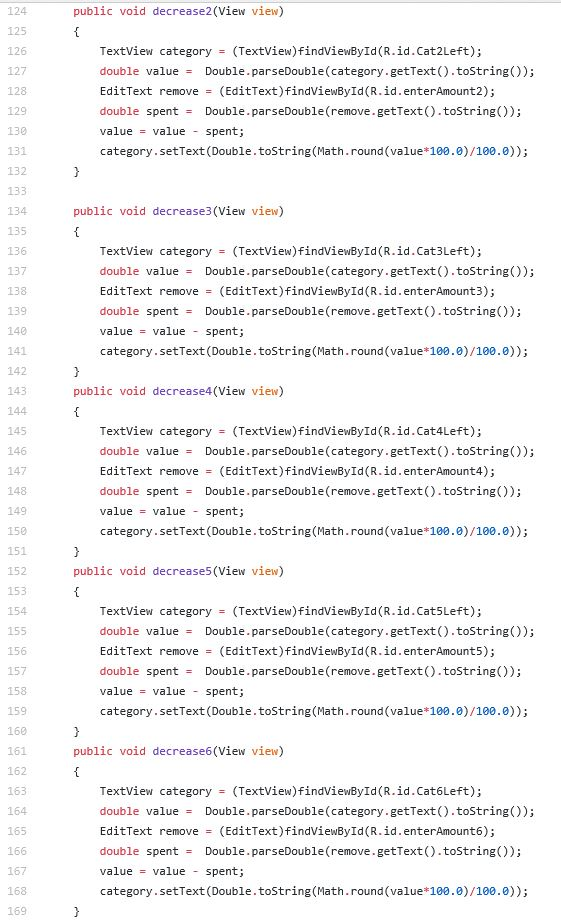 124 public void decrease2(View view)
125 {
126 TextView category = (TextView)findViewById(R.id.Cat2Left);
127 double value =  Double.parseDouble(category.getText().toString());
128 EditText remove = (EditText)findViewById(R.id.enterAmount2);
129 double spent =  Double.parseDouble(remove.getText().toString());
130 value = value - spent;
131 category.setText(Double.toString(Math.round(value*100.0)/100.0));
132 }
133
134 public void decrease3(View view)
135 {
136 TextView category = (TextView)findViewById(R.id.Cat3Left);
137 double value =  Double.parseDouble(category.getText().toString());
138 EditText remove = (EditText)findViewById(R.id.enterAmount3);
139 double spent =  Double.parseDouble(remove.getText().toString());
140 value = value - spent;
141 category.setText(Double.toString(Math.round(value*100.0)/100.0));
142 }
143 public void decrease4(View view)
144 {
145 TextView category = (TextView)findViewById(R.id.Cat4Left);
146 double value =  Double.parseDouble(category.getText().toString());
147 EditText remove = (EditText)findViewById(R.id.enterAmount4);
148 double spent =  Double.parseDouble(remove.getText().toString());
149 value = value - spent;
150 category.setText(Double.toString(Math.round(value*100.0)/100.0));
151 }
152 public void decrease5(View view)
153 {
154 TextView category = (TextView)findViewById(R.id.Cat5Left);
155 double value =  Double.parseDouble(category.getText().toString());
156 EditText remove = (EditText)findViewById(R.id.enterAmount5);
157 double spent =  Double.parseDouble(remove.getText().toString());
158 value = value - spent;
159 category.setText(Double.toString(Math.round(value*100.0)/100.0));
160 }
161 public void decrease6(View view)
162 {
163 TextView category = (TextView)findViewById(R.id.Cat6Left);
164 double value =  Double.parseDouble(category.getText().toString());
165 EditText remove = (EditText)findViewById(R.id.enterAmount6);
166 double spent =  Double.parseDouble(remove.getText().toString());
167 value = value - spent;
168 category.setText(Double.toString(Math.round(value*100.0)/100.0));
169 }